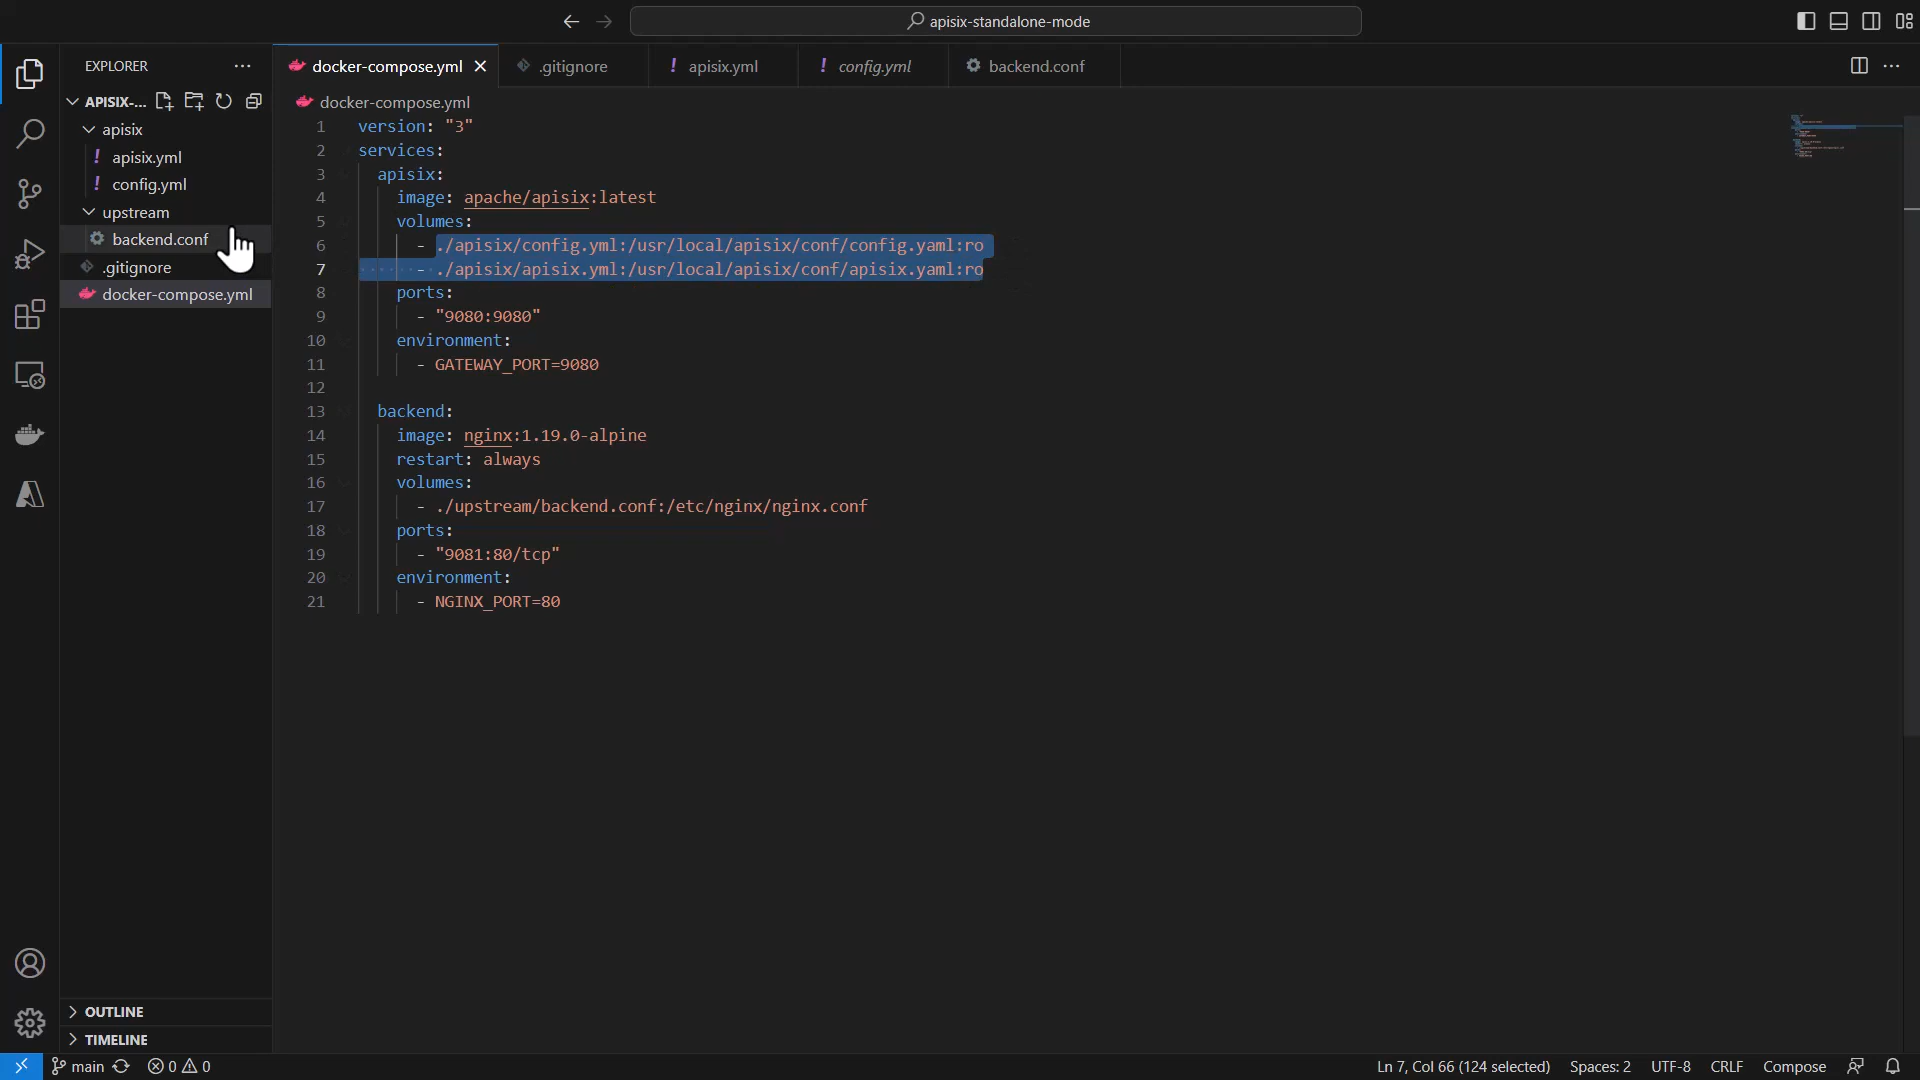 apisix-standalone-mode
EXPLORER
docker-compose.yml
.gitignore
! apisix.yml
! config.yml
backend.conf
APISIX-...
apisix
! apisix.yml
! config.yml
upstream
backend.conf
.gitignore
docker-compose.yml
docker-compose.yml
1 version: "3"
2 services:
3 apisix:
4 image: apache/apisix:latest
5 volumes:
6 - ./apisix/config.yml:/usr/local/apisix/conf/config.yaml:ro
7 - ./apisix/apisix.yml:/usr/local/apisix/conf/apisix.yaml:ro
8 ports:
9 - "9080:9080"
10 environment:
11 - GATEWAY_PORT=9080
12
13 backend:
14 image: nginx:1.19.0-alpine
15 restart: always
16 volumes:
17 - ./upstream/backend.conf:/etc/nginx/nginx.conf
18 ports:
19 - "9081:80/tcp"
20 environment:
21 - NGINX_PORT=80
OUTLINE
TIMELINE
main 0 0 Ln 7, Col 66 (124 selected) Spaces: 2 UTF-8 CRLF Compose